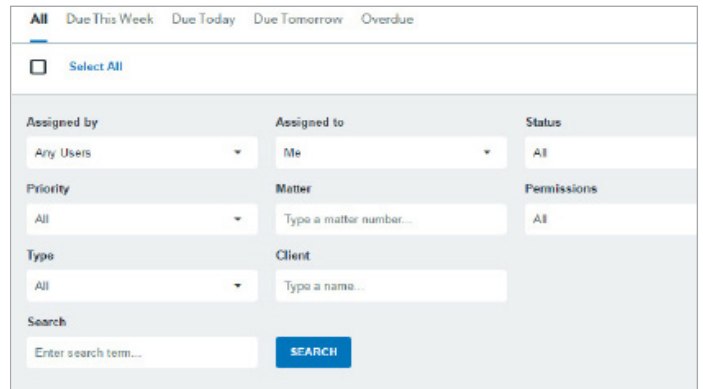 All Due This Week Due Today Due Tomorrow Overdue
Select All
Assigned by Assigned to Status
Any Users Me All
Priority Matter Permissions
All Type a matter number... All
Type Client
All Type a name...
Search
Enter search term... SEARCH